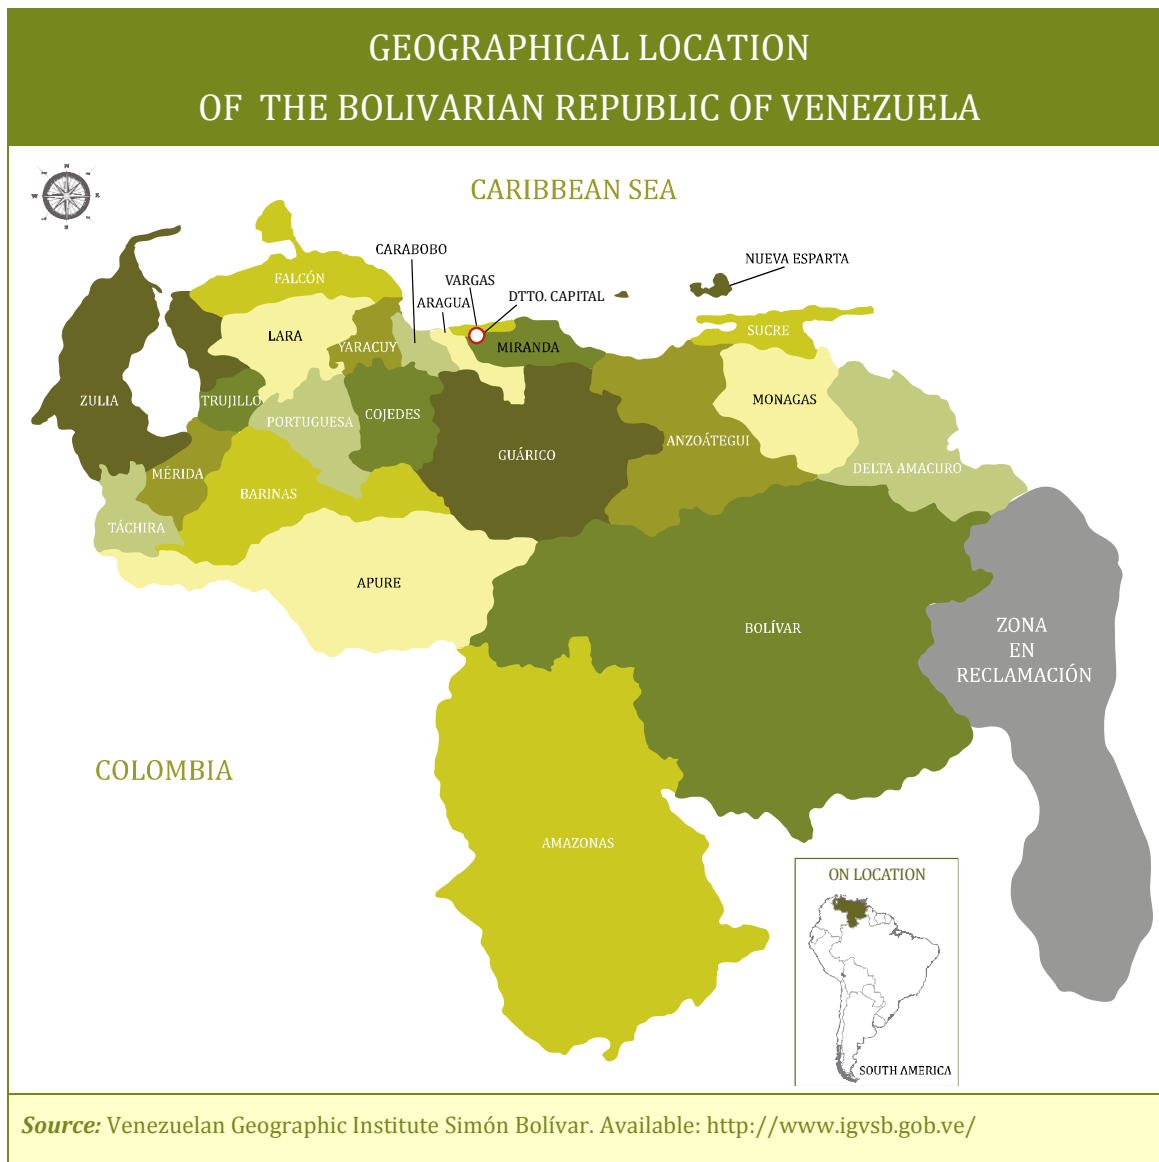 GEOGRAPHICAL LOCATION
OF THE BOLIVARIAN REPUBLIC OF VENEZUELA
N
W
E
S
CARIBBEAN SEA
CARABOBO
NUEVA ESPARTA
FALCÓN
VARGAS
DTTO. CAPITAL
ARAGUA
LARA
YARACUY
MIRANDA
SUCRE
ZULIA
TRUJILLO
PORTUGUESA
COJEDES
MONAGAS
GUÁRICO
ANZOÁTEGUI
DELTA AMACURO
MÉRIDA
BARINAS
TÁCHIRA
APURE
BOLÍVAR
ZONA
EN
RECLAMACIÓN
COLOMBIA
AMAZONAS
ON LOCATION
SOUTH AMERICA
Source: Venezuelan Geographic Institute Simón Bolívar. Available: http://www.igvsb.gob.ve/